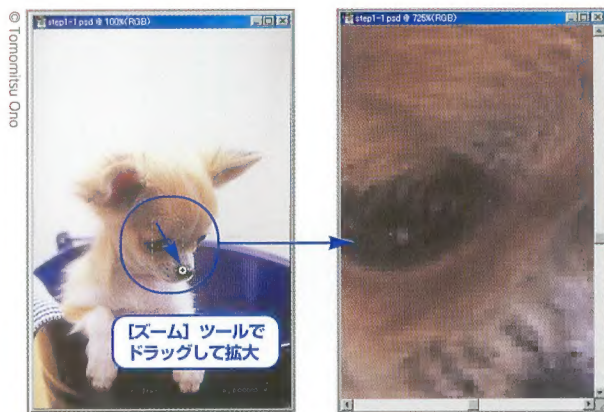 © Tomomitsu Ono
step1-1.psd @ 100%(RGB)
step1-1.psd @ 725%(RGB)
[ズーム] ツールで
ドラッグして拡大